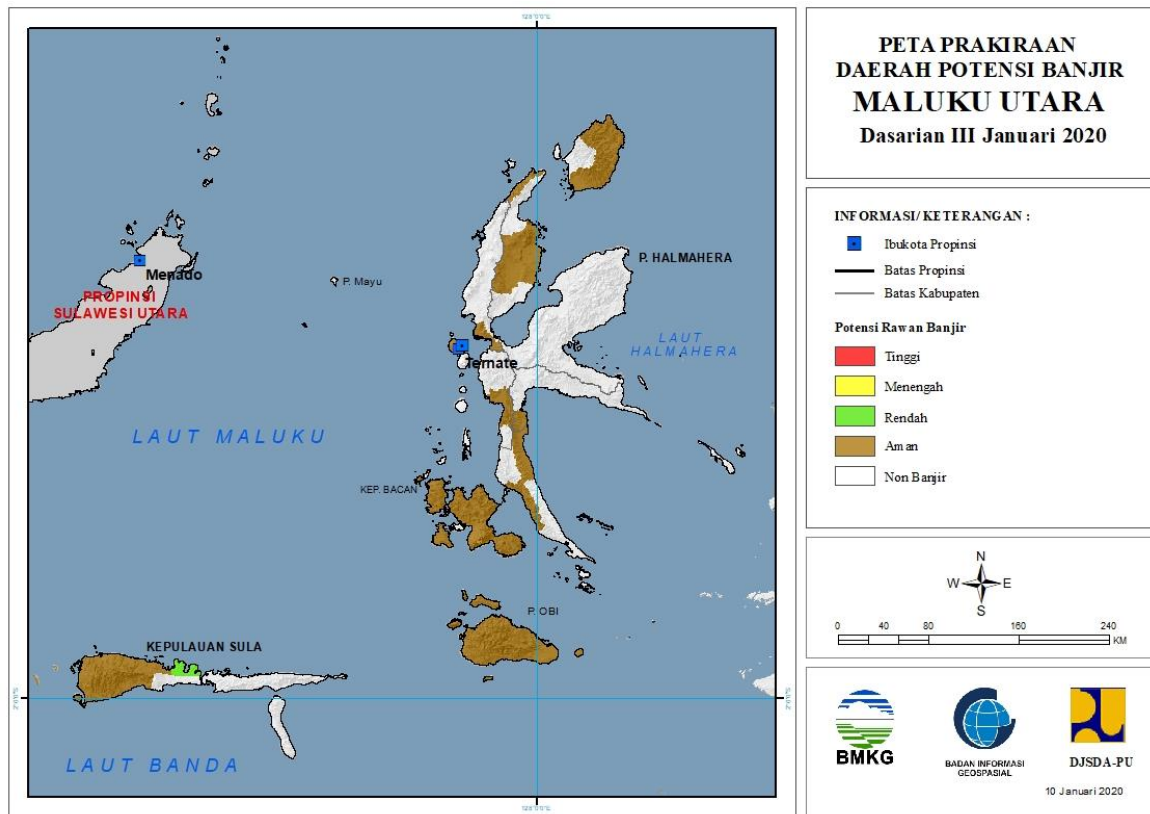 PETA PRAKIRAAN
DAERAH POTENSI BANJIR
MALUKU UTARA
Dasarian III Januari 2020
INFORMASI/KETERANGAN :
Ibukota Propinsi
Batas Propinsi
Batas Kabupaten
Potensi Rawan Banjir
Tinggi
Menengah
Rendah
Aman
Non Banjir
N
W E
S
0 40 80 160 240
KM
BMKG
BADAN INFORMASI
GEOSPASIAL
DJSDA-PU
10 Januari 2020
P. HALMAHERA
Menado
P. Mayu
PROPINSI
SULAWESI UTARA
LAUT
HALMAHERA
Ternate
LAUT MALUKU
KEP. BACAN
P. OBI
KEPULAUAN SULA
LAUT BANDA